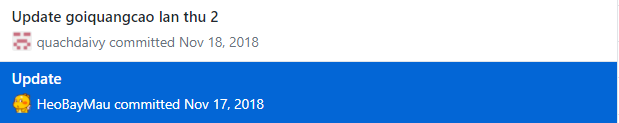 Update goiquangcao lan thu 2
quachdaivy committed Nov 18, 2018
Update
HeoBayMau committed Nov 17, 2018